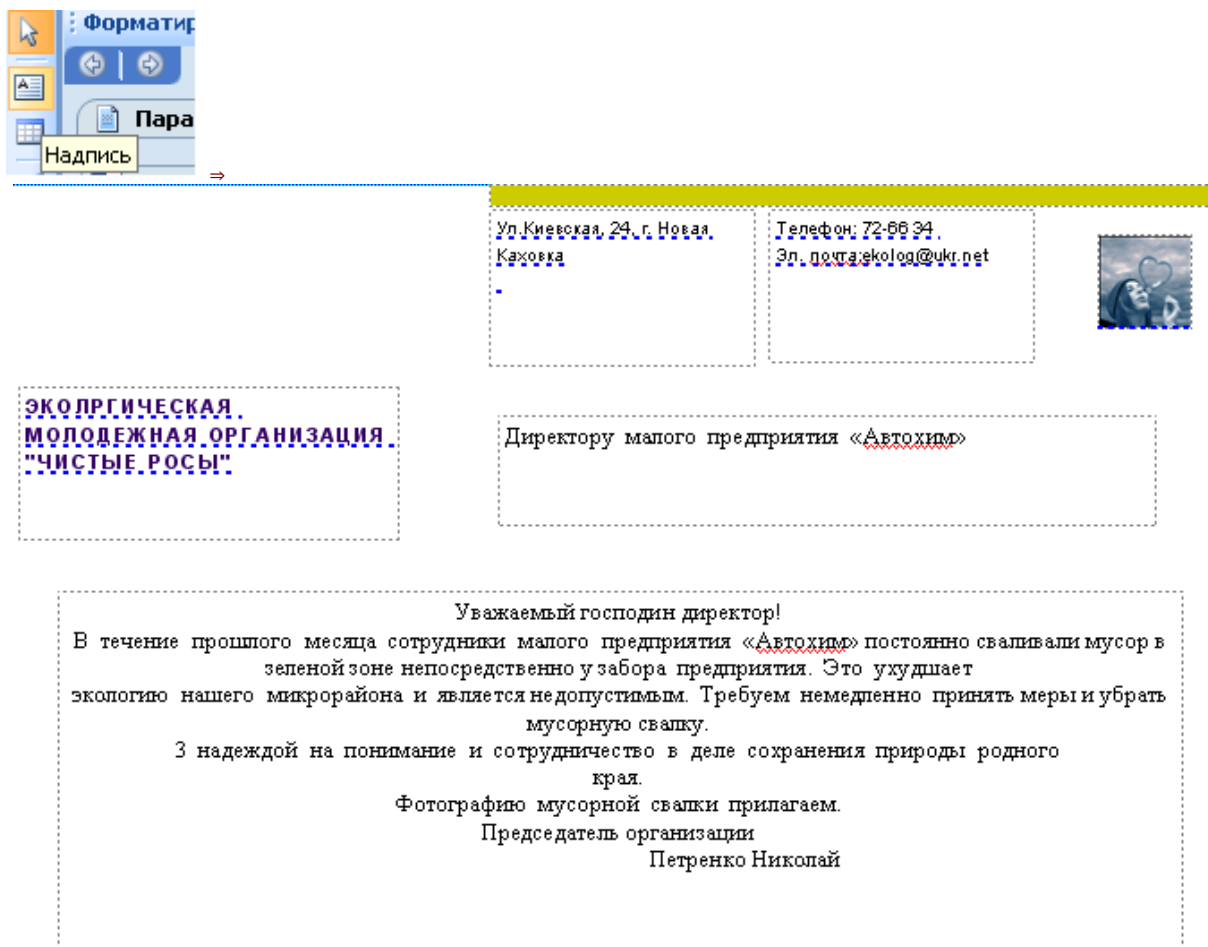 Форматир
Пара
Надпись
⇒
Ул.Киевская, 24, г. Новая
Каховка
Телефон: 72-66 34
Эл. почта:ekolog@ukr.net
ЭКОЛРГИЧЕСКАЯ
МОЛОДЕЖНАЯ ОРГАНИЗАЦИЯ
"ЧИСТЫЕ РОСЫ"
Директору малого предприятия «Автохим»
Уважаемый господин директор!
В течение прошлого месяца сотрудники малого предприятия «Автохим» постоянно сваливали мусор в
зеленой зоне непосредственно у забора предприятия. Это ухудшает
экологию нашего микрорайона и является недопустимым. Требуем немедленно принять меры и убрать
мусорную свалку.
З надеждой на понимание и сотрудничество в деле сохранения природы родного
края.
Фотографию мусорной свалки прилагаем.
Председатель организации
Петренко Николай